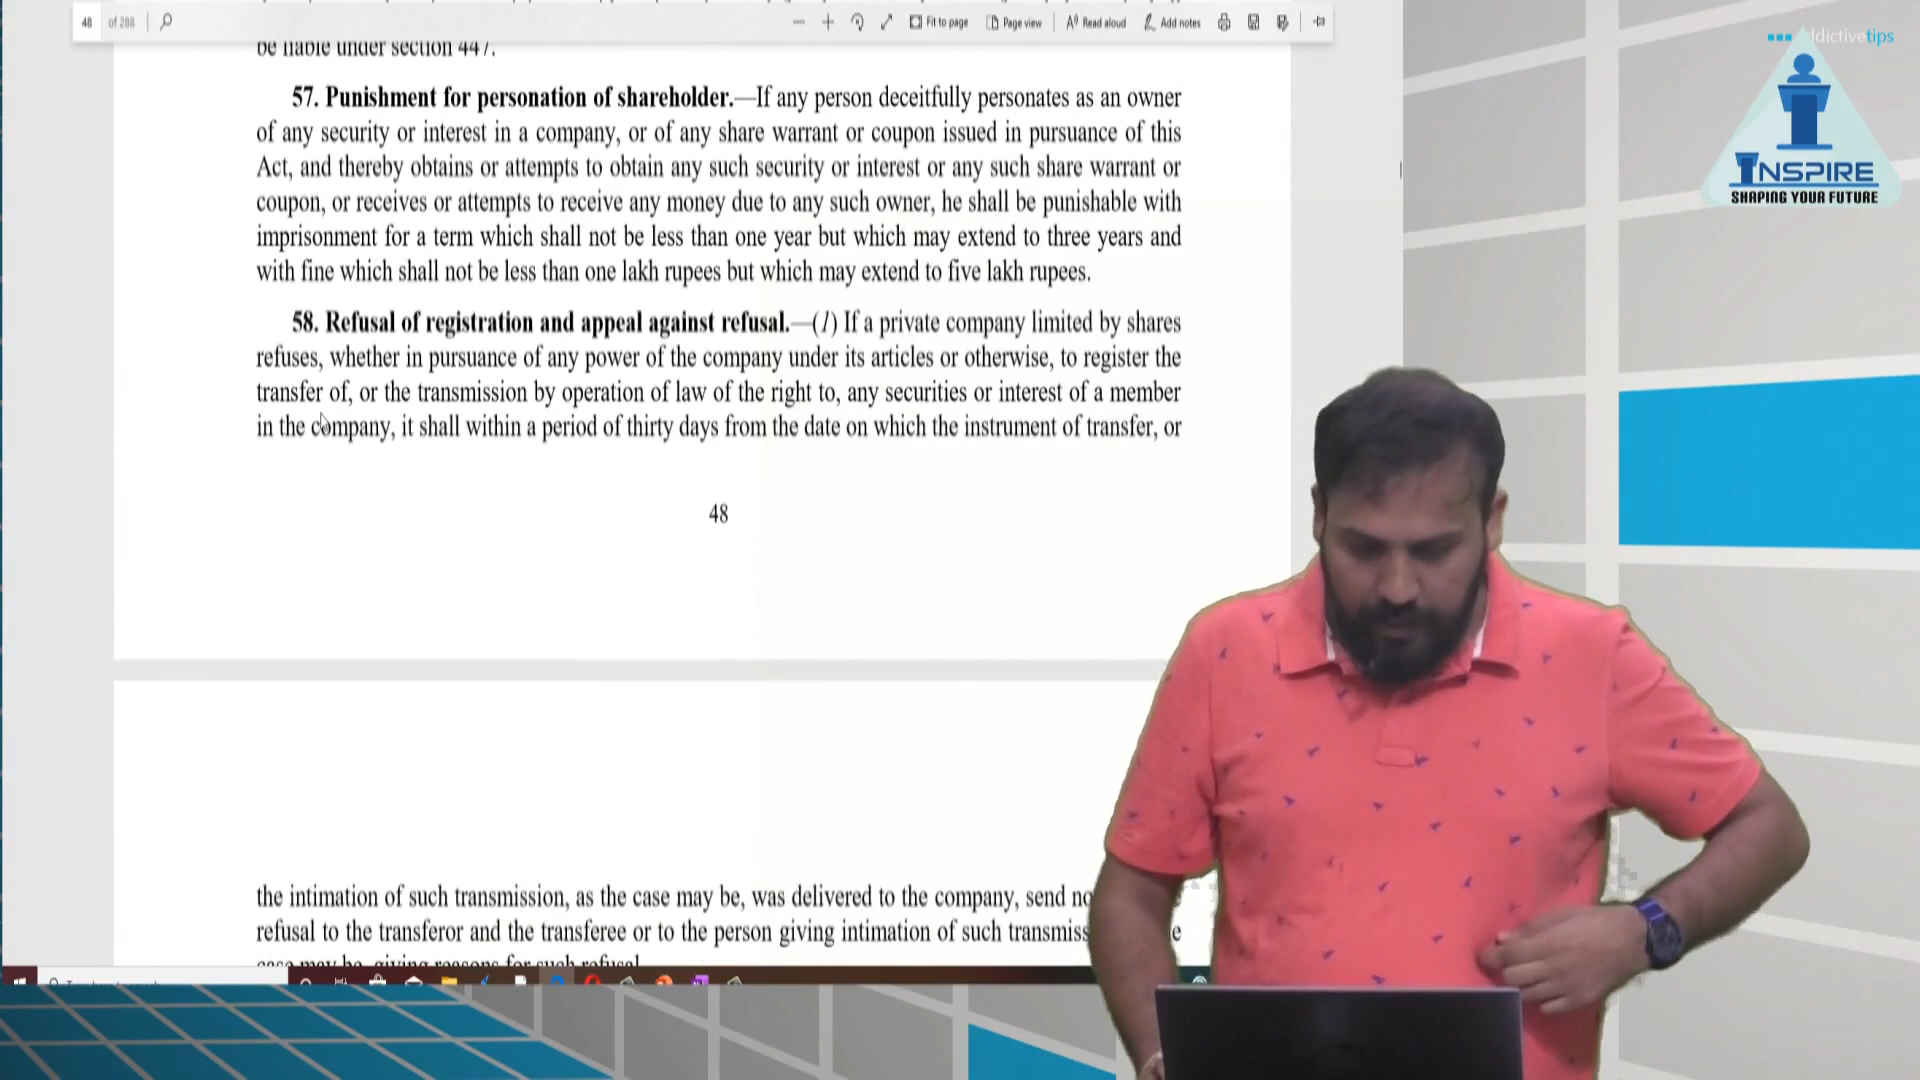 48 of 288 Fit to page Page view Read aloud Add notes
addictivetips
be liable under section 447.
57. Punishment for personation of shareholder.—If any person deceitfully personates as an owner
of any security or interest in a company, or of any share warrant or coupon issued in pursuance of this
Act, and thereby obtains or attempts to obtain any such security or interest or any such share warrant or
coupon, or receives or attempts to receive any money due to any such owner, he shall be punishable with
imprisonment for a term which shall not be less than one year but which may extend to three years and
with fine which shall not be less than one lakh rupees but which may extend to five lakh rupees.
INSPIRE
SHAPING YOUR FUTURE
58. Refusal of registration and appeal against refusal.—(1) If a private company limited by shares
refuses, whether in pursuance of any power of the company under its articles or otherwise, to register the
transfer of, or the transmission by operation of law of the right to, any securities or interest of a member
in the company, it shall within a period of thirty days from the date on which the instrument of transfer, or
48
the intimation of such transmission, as the case may be, was delivered to the company, send
refusal to the transferor and the transferee or to the person giving intimation of such
case may be, giving reasons for such refusal